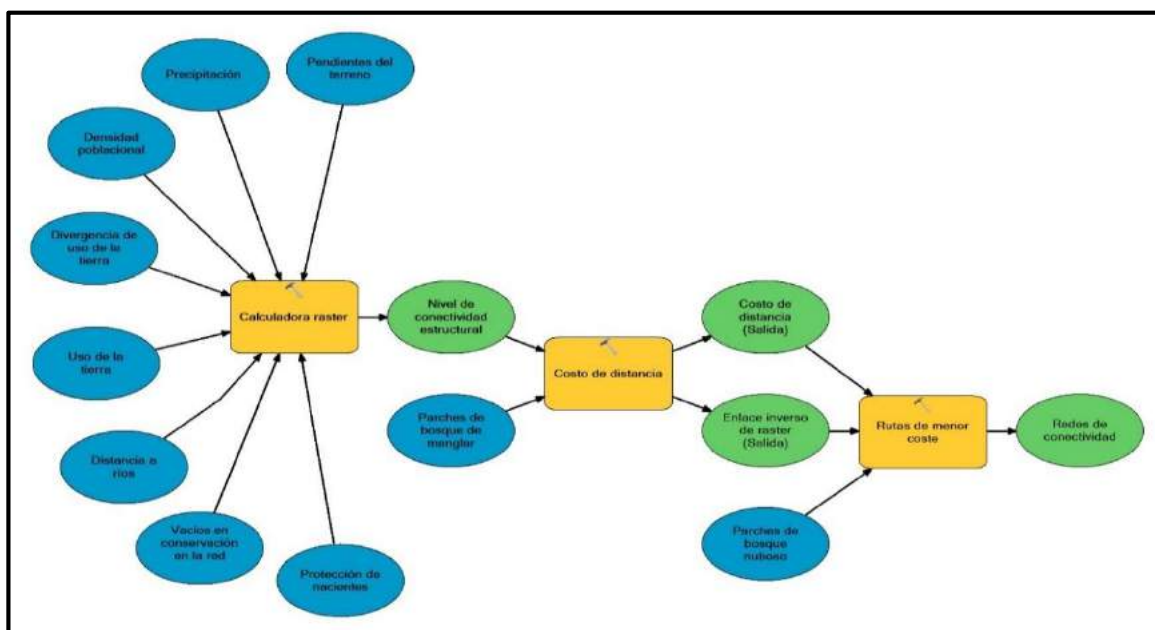 Precipitación
Pendientes del
terreno
Densidad
poblacional
Divergencia de
uso de la
tierra
Uso de la
tierra
Distancia a
ríos
Vacíos en
conservación
en la red
Protección de
nacientes
Calculadora raster
Nivel de
conectividad
estructural
Parches de
bosque de
manglar
Costo de distancia
Costo de
distancia
(Salida)
Enlace inverso
de raster
(Salida)
Parches de
bosque
nuboso
Rutas de menor
coste
Redes de
conectividad